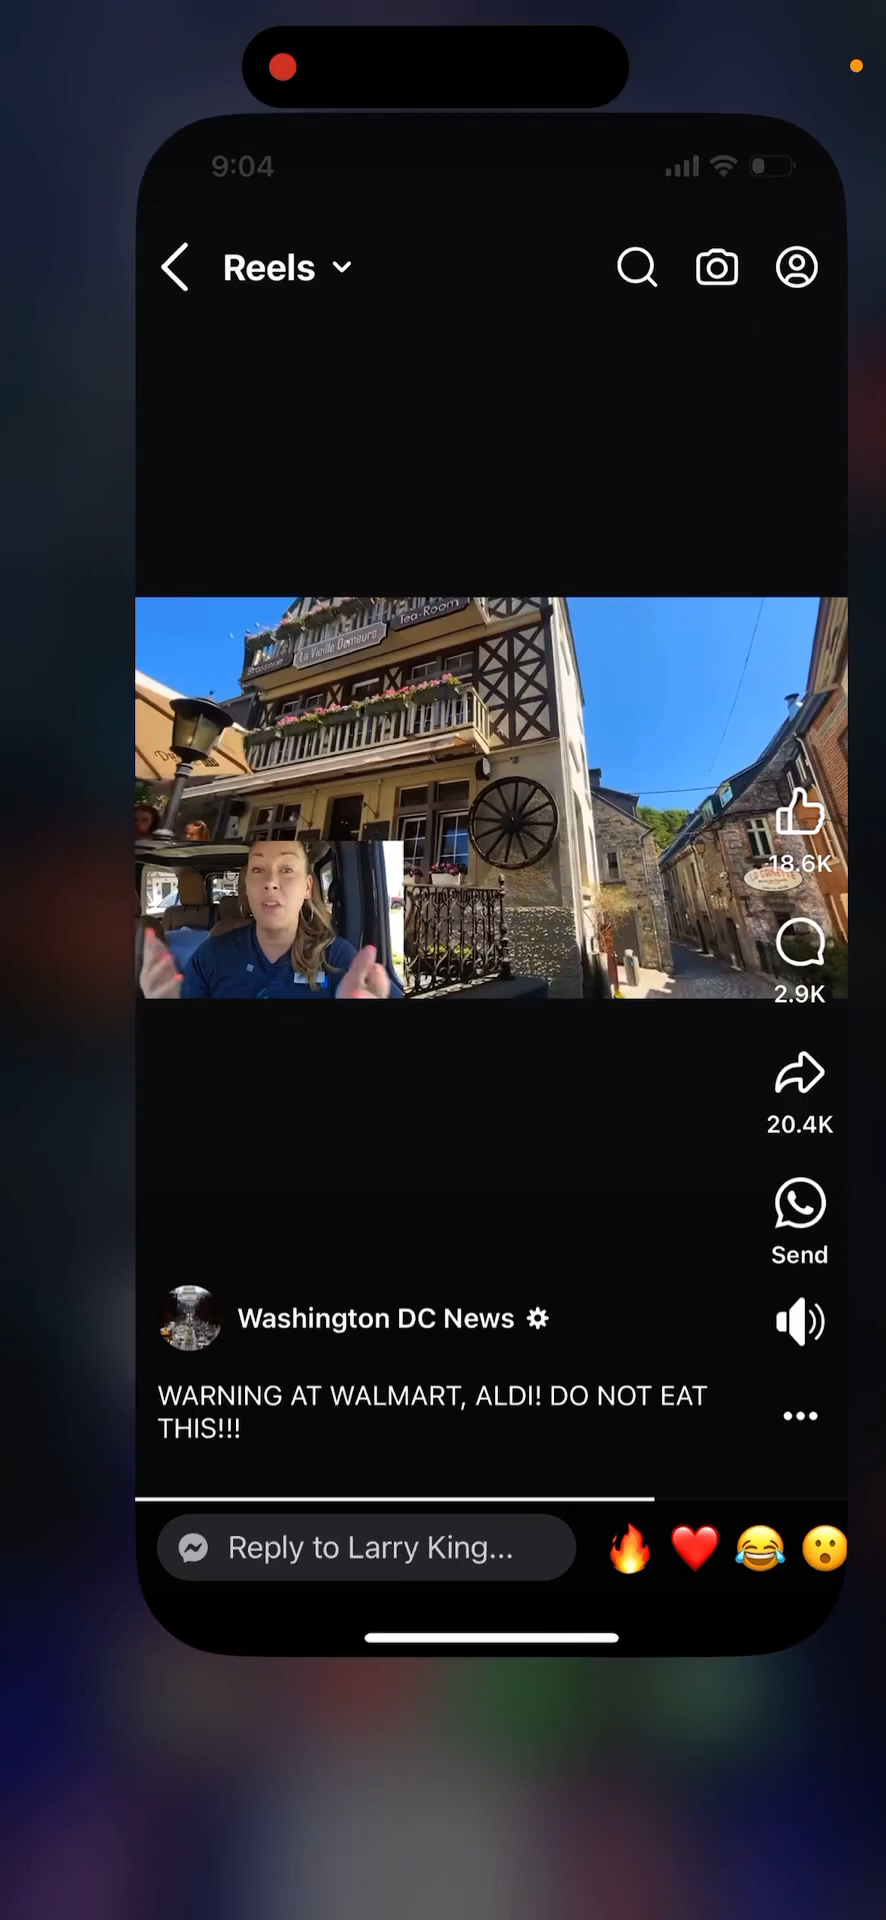 9:04
Reels
Tea-Room
Brasserie
La Vieille Demeure
18.6K
2.9K
20.4K
Send
Washington DC News
WARNING AT WALMART, ALDI! DO NOT EAT
THIS!!!
Reply to Larry King...